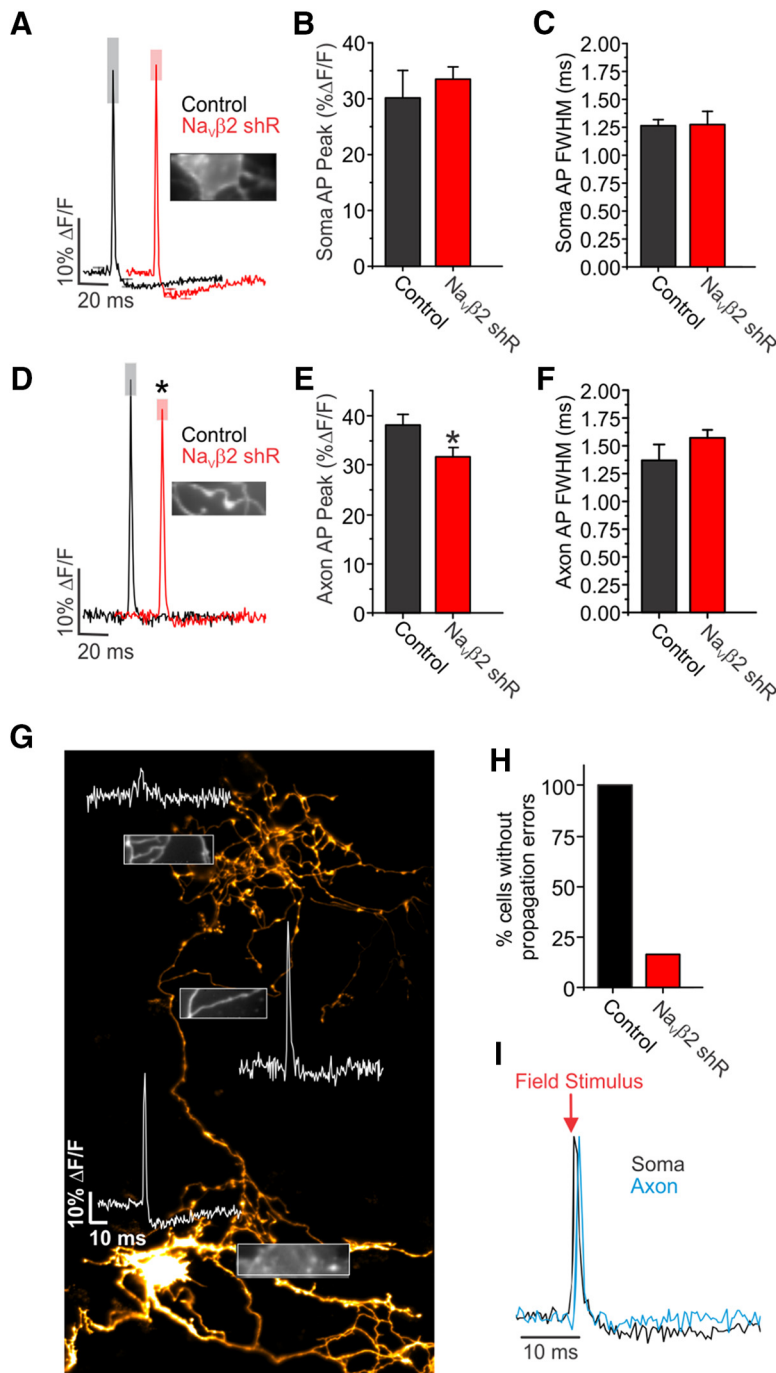 A
Control
Naᵥβ2 shR
10% ΔF/F
20 ms
B
Soma AP Peak (%ΔF/F)
40
30
20
10
0
Control
Naᵥβ2 shR
C
Soma AP FWHM (ms)
2.00
1.75
1.50
1.25
1.00
0.75
0.50
0.25
0.00
Control
Naᵥβ2 shR
D
*
Control
Naᵥβ2 shR
10% ΔF/F
20 ms
E
Axon AP Peak (%ΔF/F)
40
30
20
10
0
*
Control
Naᵥβ2 shR
F
Axon AP FWHM (ms)
2.00
1.75
1.50
1.25
1.00
0.75
0.50
0.25
0.00
Control
Naᵥβ2 shR
G
10% ΔF/F
10 ms
H
% cells without
propagation errors
100
75
50
25
0
Control
Naᵥβ2 shR
I
Field Stimulus
Soma
Axon
10 ms